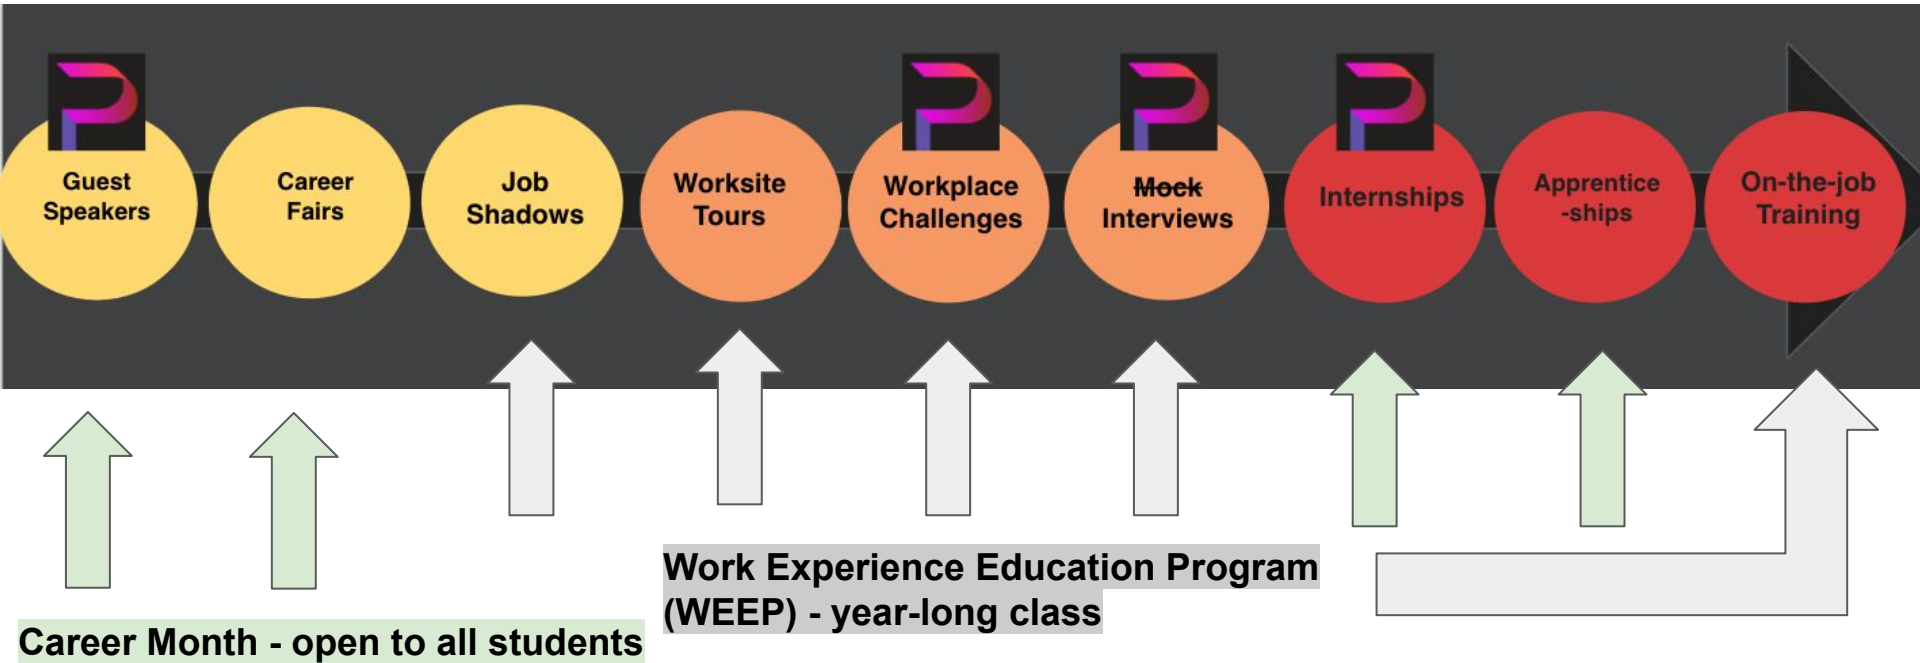 Guest
Speakers
Career
Fairs
Job
Shadows
Worksite
Tours
Workplace
Challenges
Mock
Interviews
Internships
Apprentice
-ships
On-the-job
Training
Work Experience Education Program
(WEEP) - year-long class
Career Month - open to all students